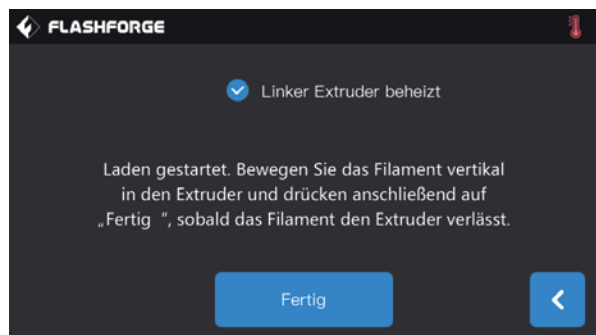 FLASHFORGE
Linker Extruder beheizt
Laden gestartet. Bewegen Sie das Filament vertikal
in den Extruder und drücken anschließend auf
„Fertig “, sobald das Filament den Extruder verlässt.
Fertig